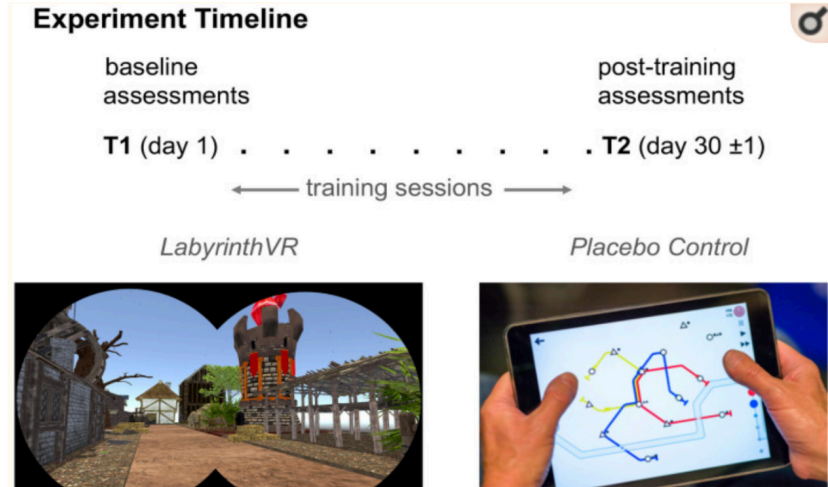 Experiment Timeline
baseline
assessments
post-training
assessments
T1 (day 1) . . . . . . . . . T2 (day 30 ±1)
training sessions
LabyrinthVR
Placebo Control